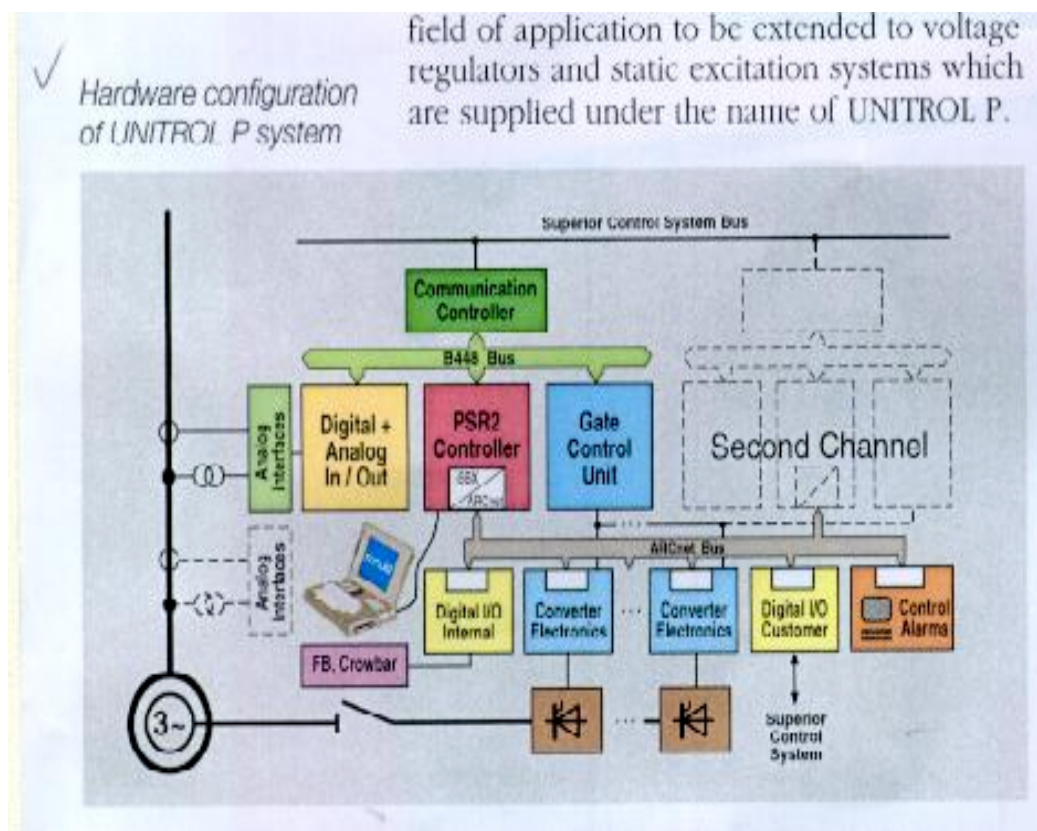 field of application to be extended to voltage
regulators and static excitation systems which
are supplied under the name of UNITROL P.
Hardware configuration
of UNITROL P system
Superior Control System Bus
Communication
Controller
B448 Bus
Analog
Interfaces
Digital +
Analog
In / Out
PSR2
Controller
ARCnet
Gate
Control
Unit
Second Channel
ARCnet Bus
Analog
Interfaces
Digital I/O
Internal
Converter
Electronics
...
Converter
Electronics
Digital I/O
Customer
Control
Alarms
FB, Crowbar
3~
...
Superior
Control
System